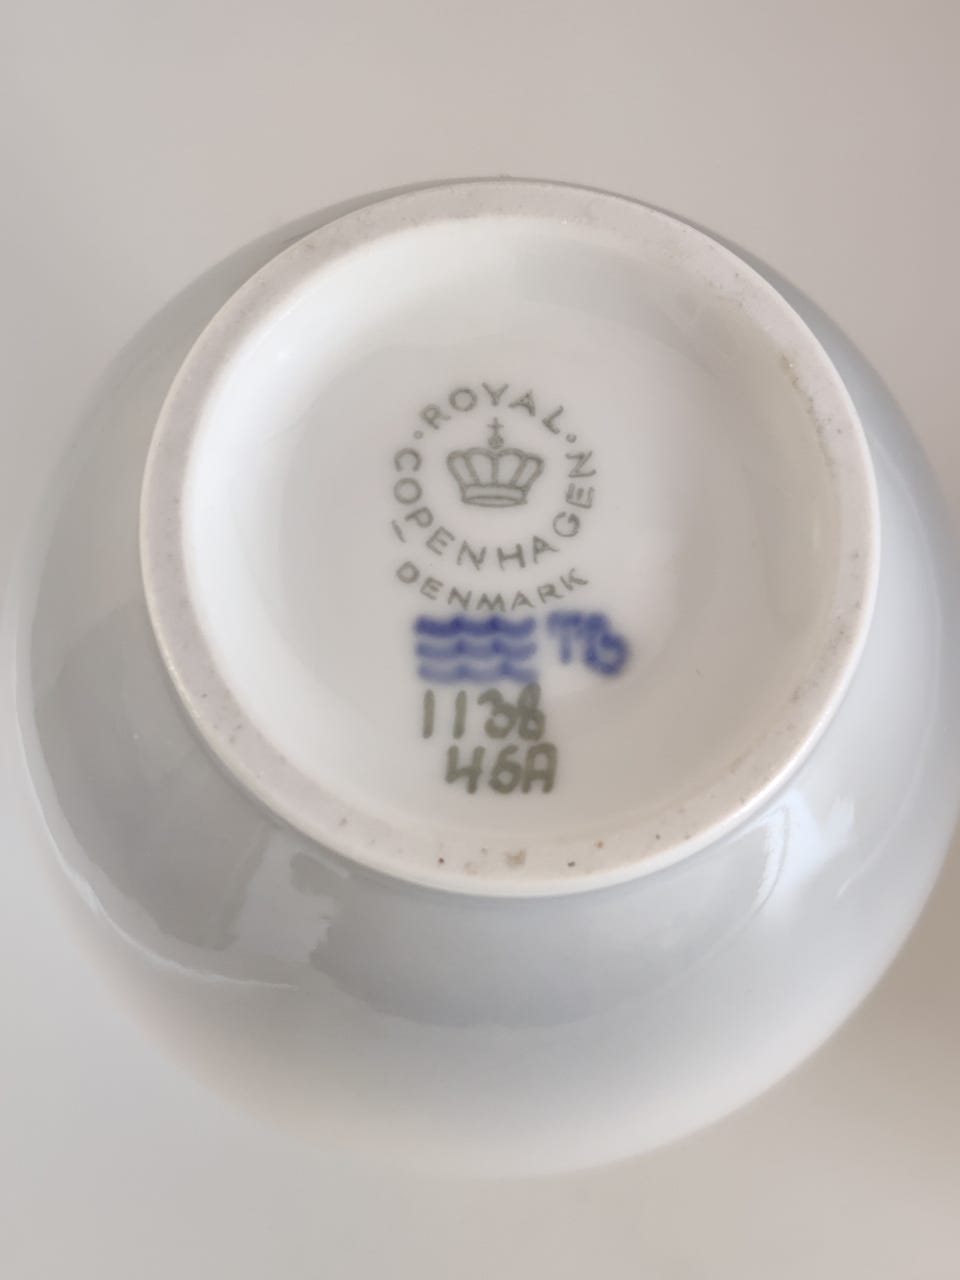 ROYAL
COPENHAGEN
DENMARK
1138
46A